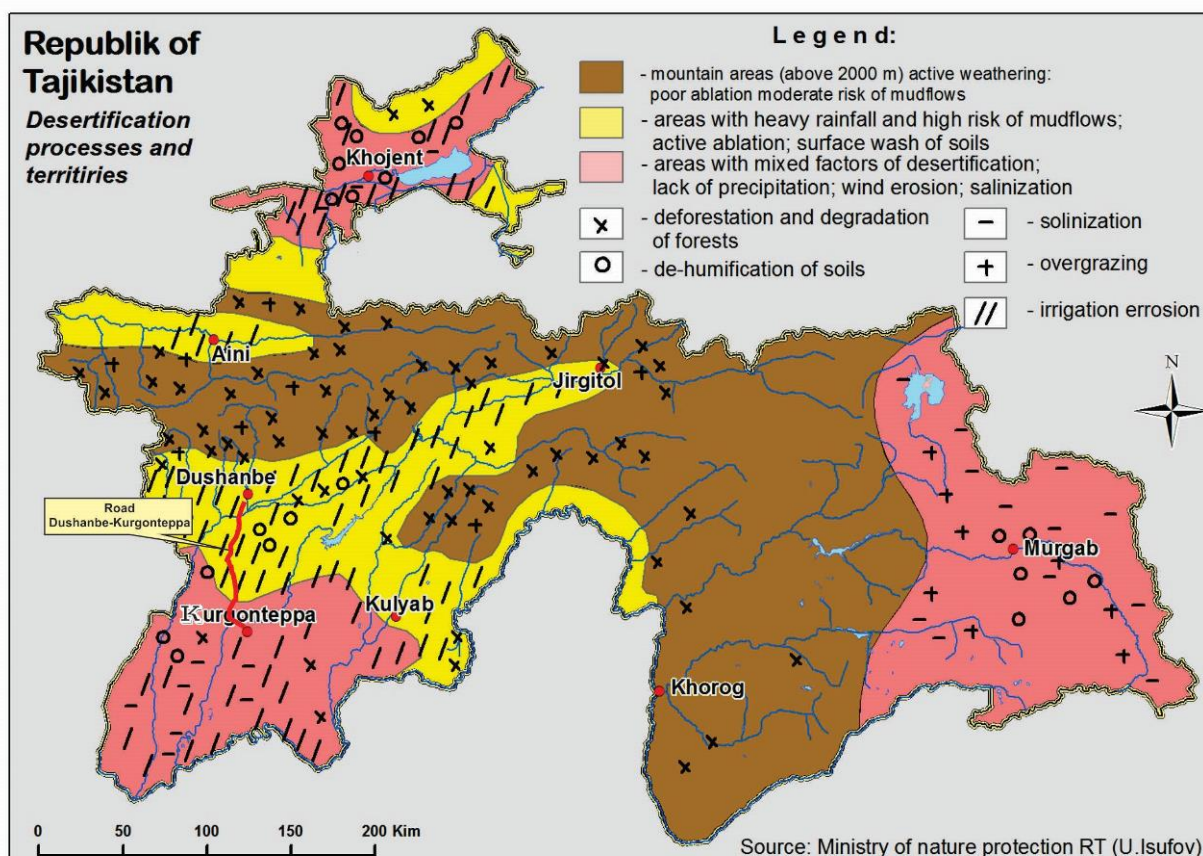 Republik of
Tajikistan
Desertification
processes and
territiries
Legend:
- mountain areas (above 2000 m) active weathering:
poor ablation moderate risk of mudflows
- areas with heavy rainfall and high risk of mudflows;
active ablation; surface wash of soils
- areas with mixed factors of desertification;
lack of precipitation; wind erosion; salinization
- deforestation and degradation
of forests
- de-humification of soils
- solinization
- overgrazing
- irrigation errosion
Khojent
Aini
Jirgitol
N
Dushanbe
Road
Dushanbe-Kurgonteppa
Murgab
Kurgonteppa
Kulyab
Khorog
0 50 100 150 200 Kim
Source: Ministry of nature protection RT (U.Isufov)